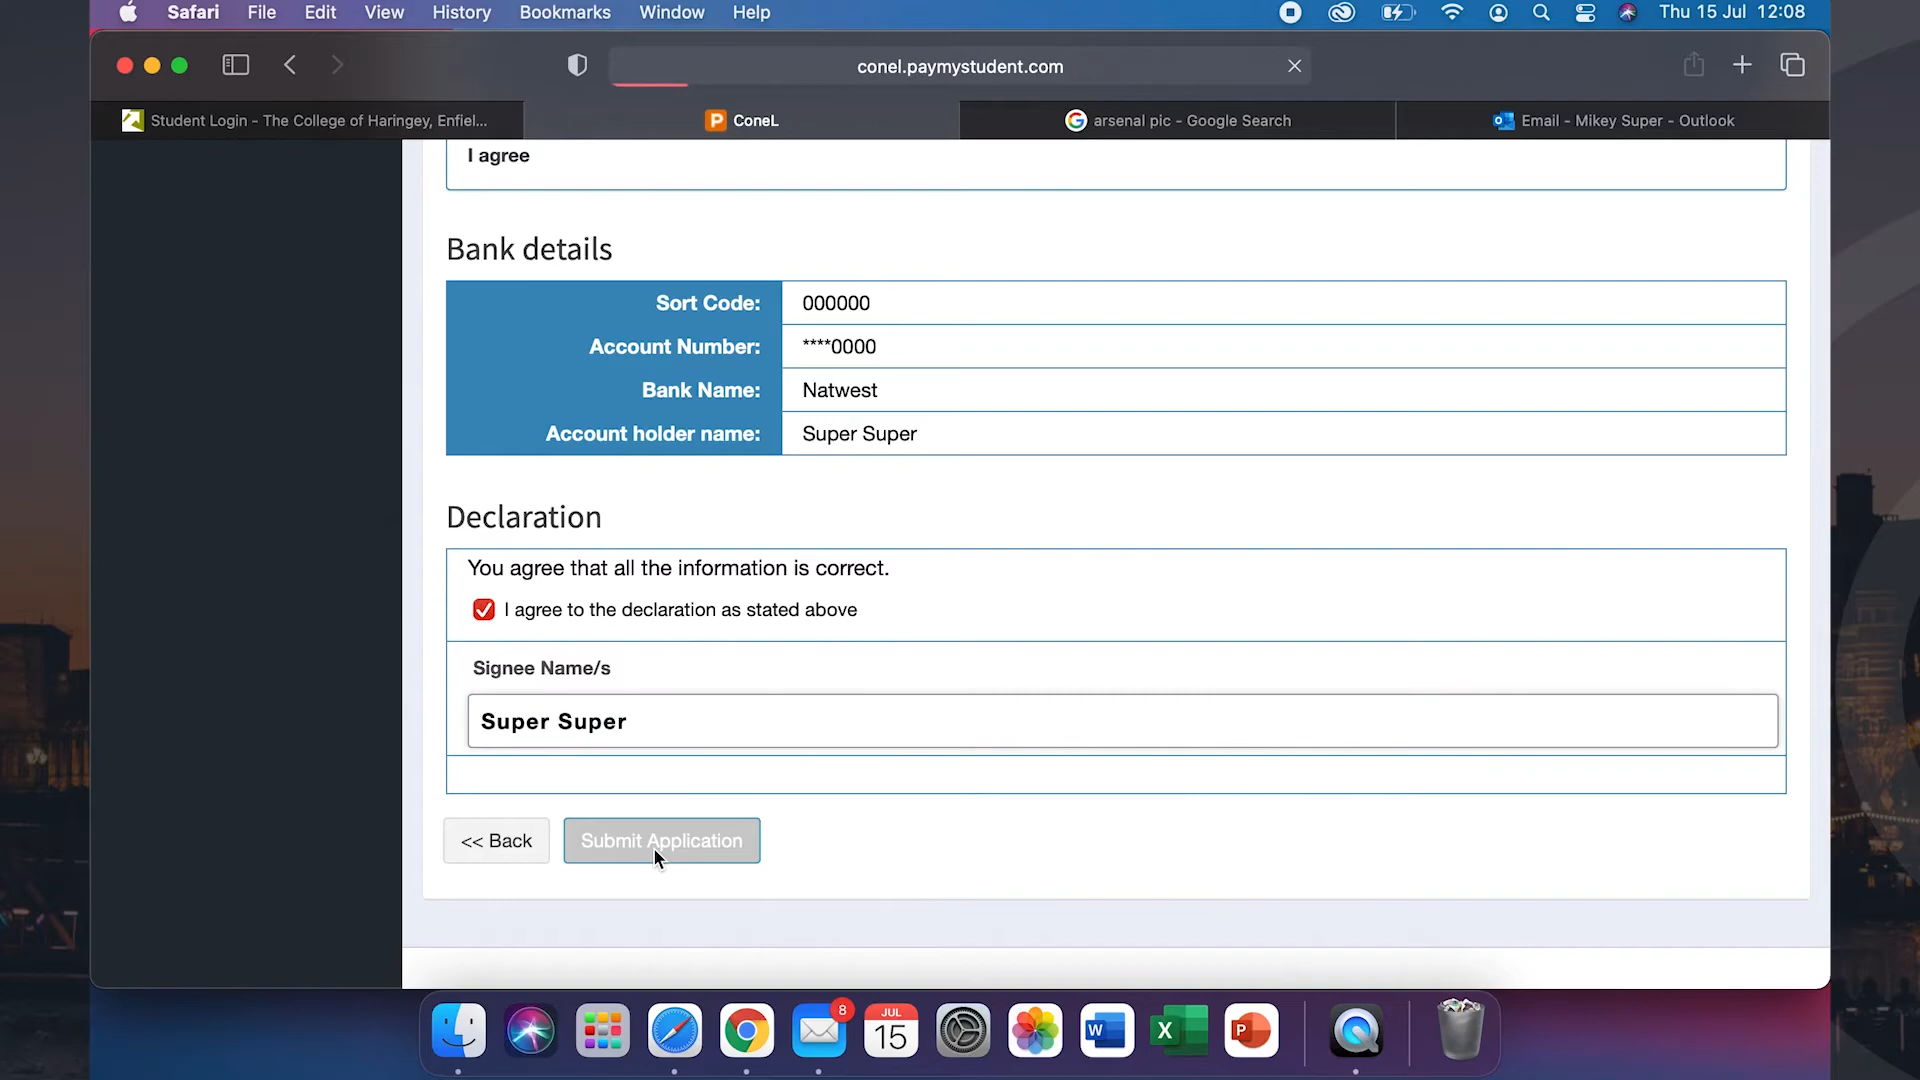 Safari File Edit View History Bookmarks Window Help Thu 15 Jul 12:08
conel.paymystudent.com
Student Login - The College of Haringey, Enfiel...
P ConeL
G arsenal pic - Google Search
Email - Mikey Super - Outlook
I agree
Bank details
Sort Code: 000000
Account Number: ****0000
Bank Name: Natwest
Account holder name: Super Super
Declaration
You agree that all the information is correct.
I agree to the declaration as stated above
Signee Name/s
Super Super
<< Back Submit Application
8
JUL
15
W
X
P